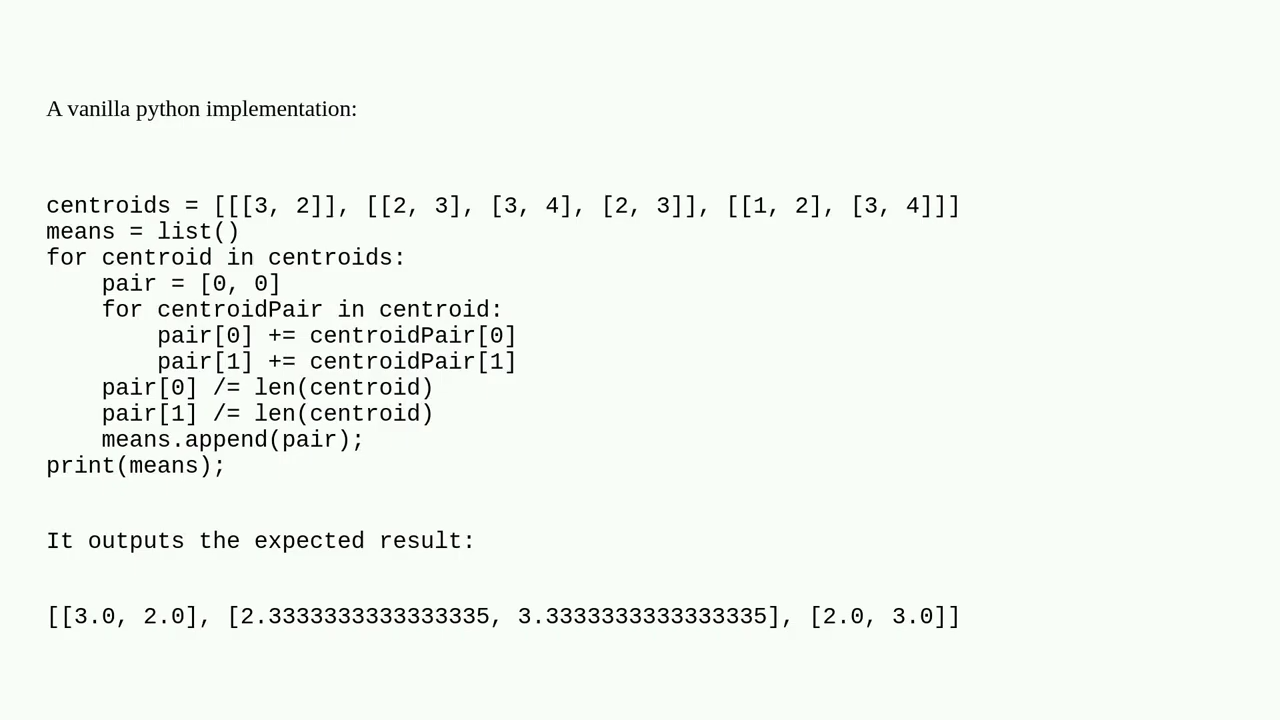 A vanilla python implementation:
centroids = [[[3, 2]], [[2, 3], [3, 4], [2, 3]], [[1, 2], [3, 4]]]
means = list()
for centroid in centroids:
    pair = [0, 0]
    for centroidPair in centroid:
        pair[0] += centroidPair[0]
        pair[1] += centroidPair[1]
    pair[0] /= len(centroid)
    pair[1] /= len(centroid)
    means.append(pair);
print(means);
It outputs the expected result:
[[3.0, 2.0], [2.3333333333333335, 3.3333333333333335], [2.0, 3.0]]